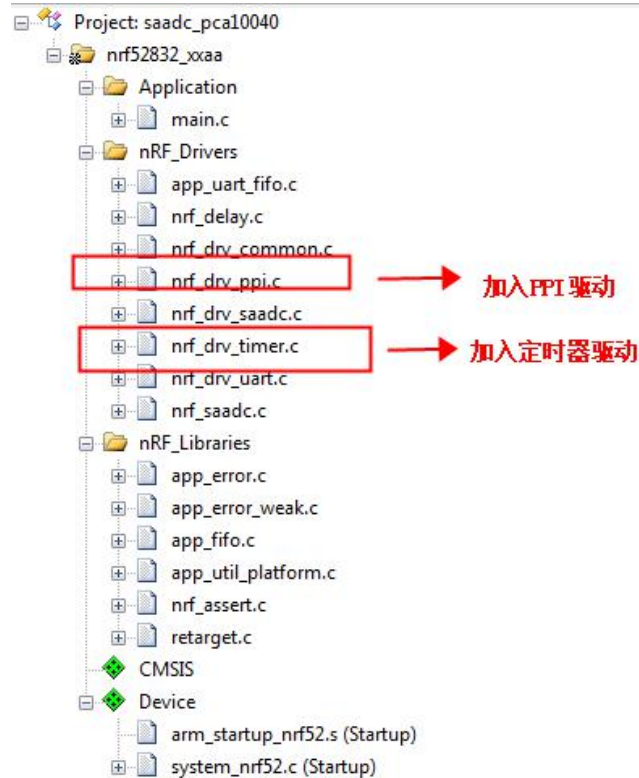 Project: saadc_pca10040
nrf52832_xxaa
Application
main.c
nRF_Drivers
app_uart_fifo.c
nrf_delay.c
nrf_drv_common.c
nrf_drv_ppi.c
加入PPI 驱动
nrf_drv_saadc.c
nrf_drv_timer.c
加入定时器驱动
nrf_drv_uart.c
nrf_saadc.c
nRF_Libraries
app_error.c
app_error_weak.c
app_fifo.c
app_util_platform.c
nrf_assert.c
retarget.c
CMSIS
Device
arm_startup_nrf52.s (Startup)
system_nrf52.c (Startup)